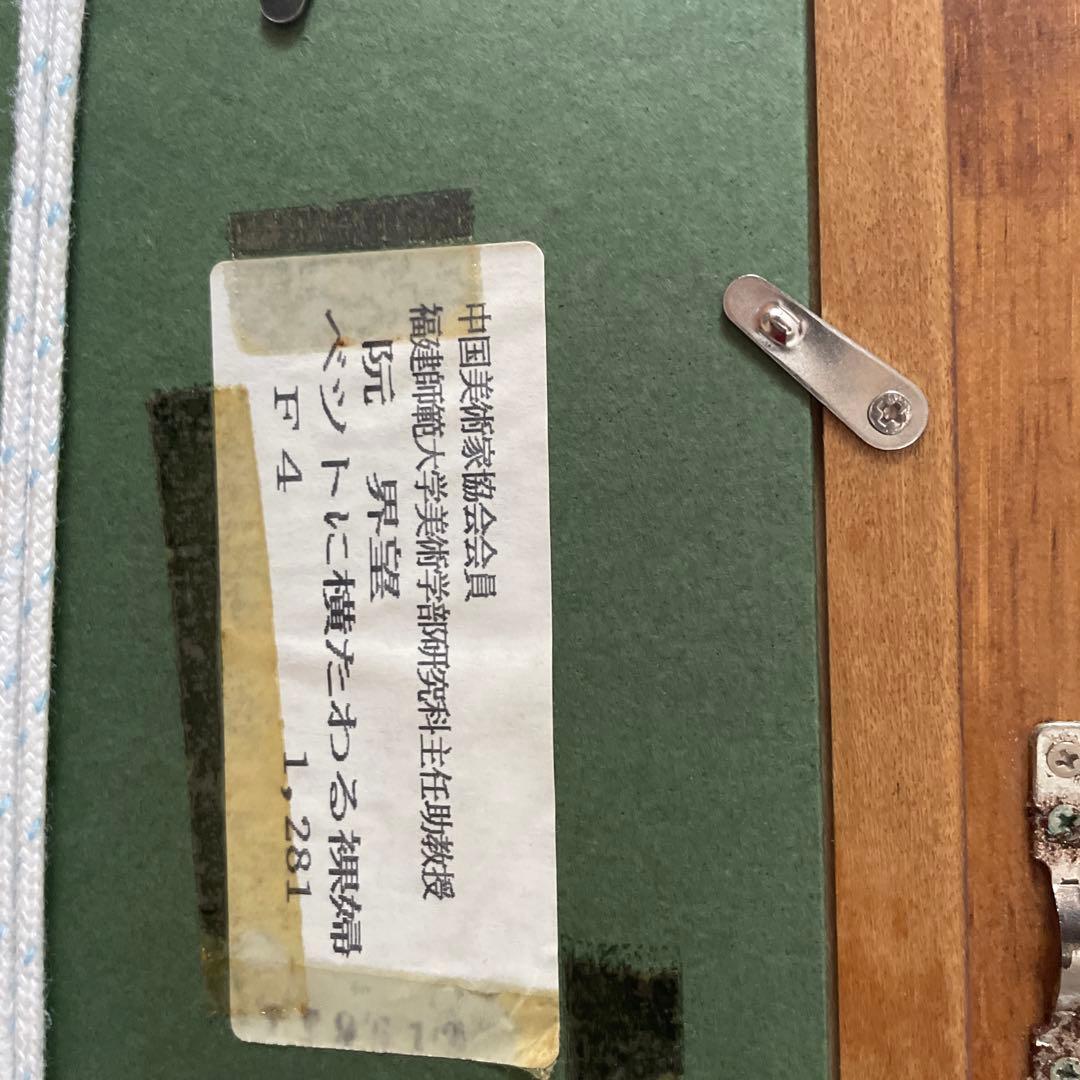 中国美術家協会会員
福建師範大学美術学部研究科主任助教授
阮 界望
ベットに横たわる裸婦
F4 1,281